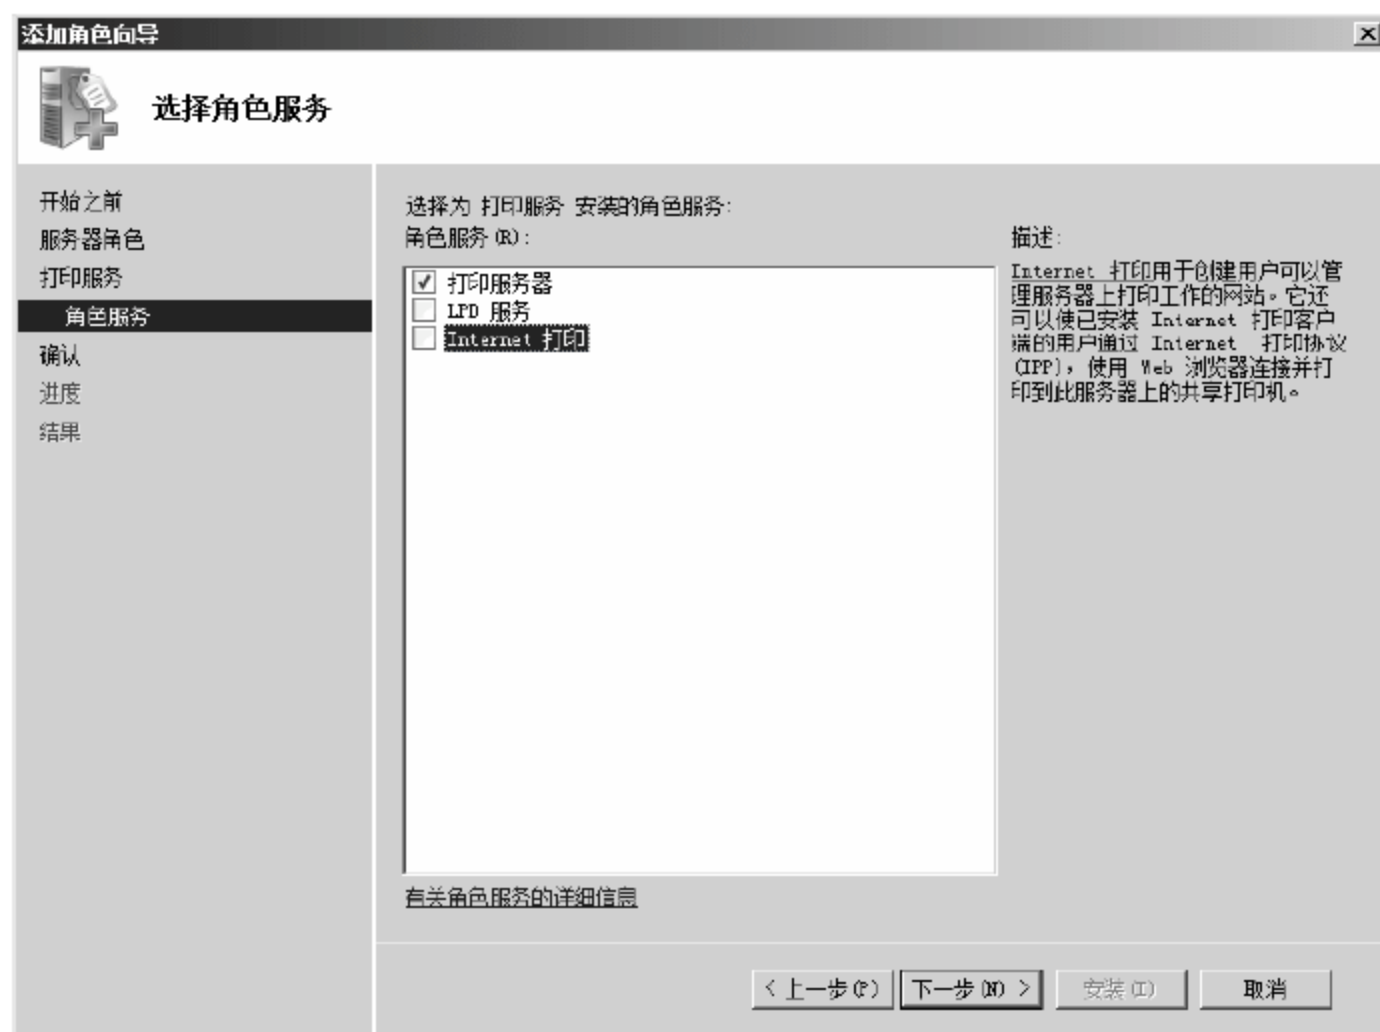 添加角色向导
选择角色服务
开始之前
服务器角色
打印服务
角色服务
确认
进度
结果
选择为 打印服务 安装的角色服务:
角色服务(R):
打印服务器
LPD 服务
Internet 打印
有关角色服务的详细信息
描述:
Internet 打印用于创建用户可以管
理服务器上打印工作的网站。它还
可以使已安装 Internet 打印客户
端的用户通过 Internet 打印协议
(IPP)，使用 Web 浏览器连接并打
印到此服务器上的共享打印机。
< 上一步(P)
下一步(N) >
安装(I)
取消